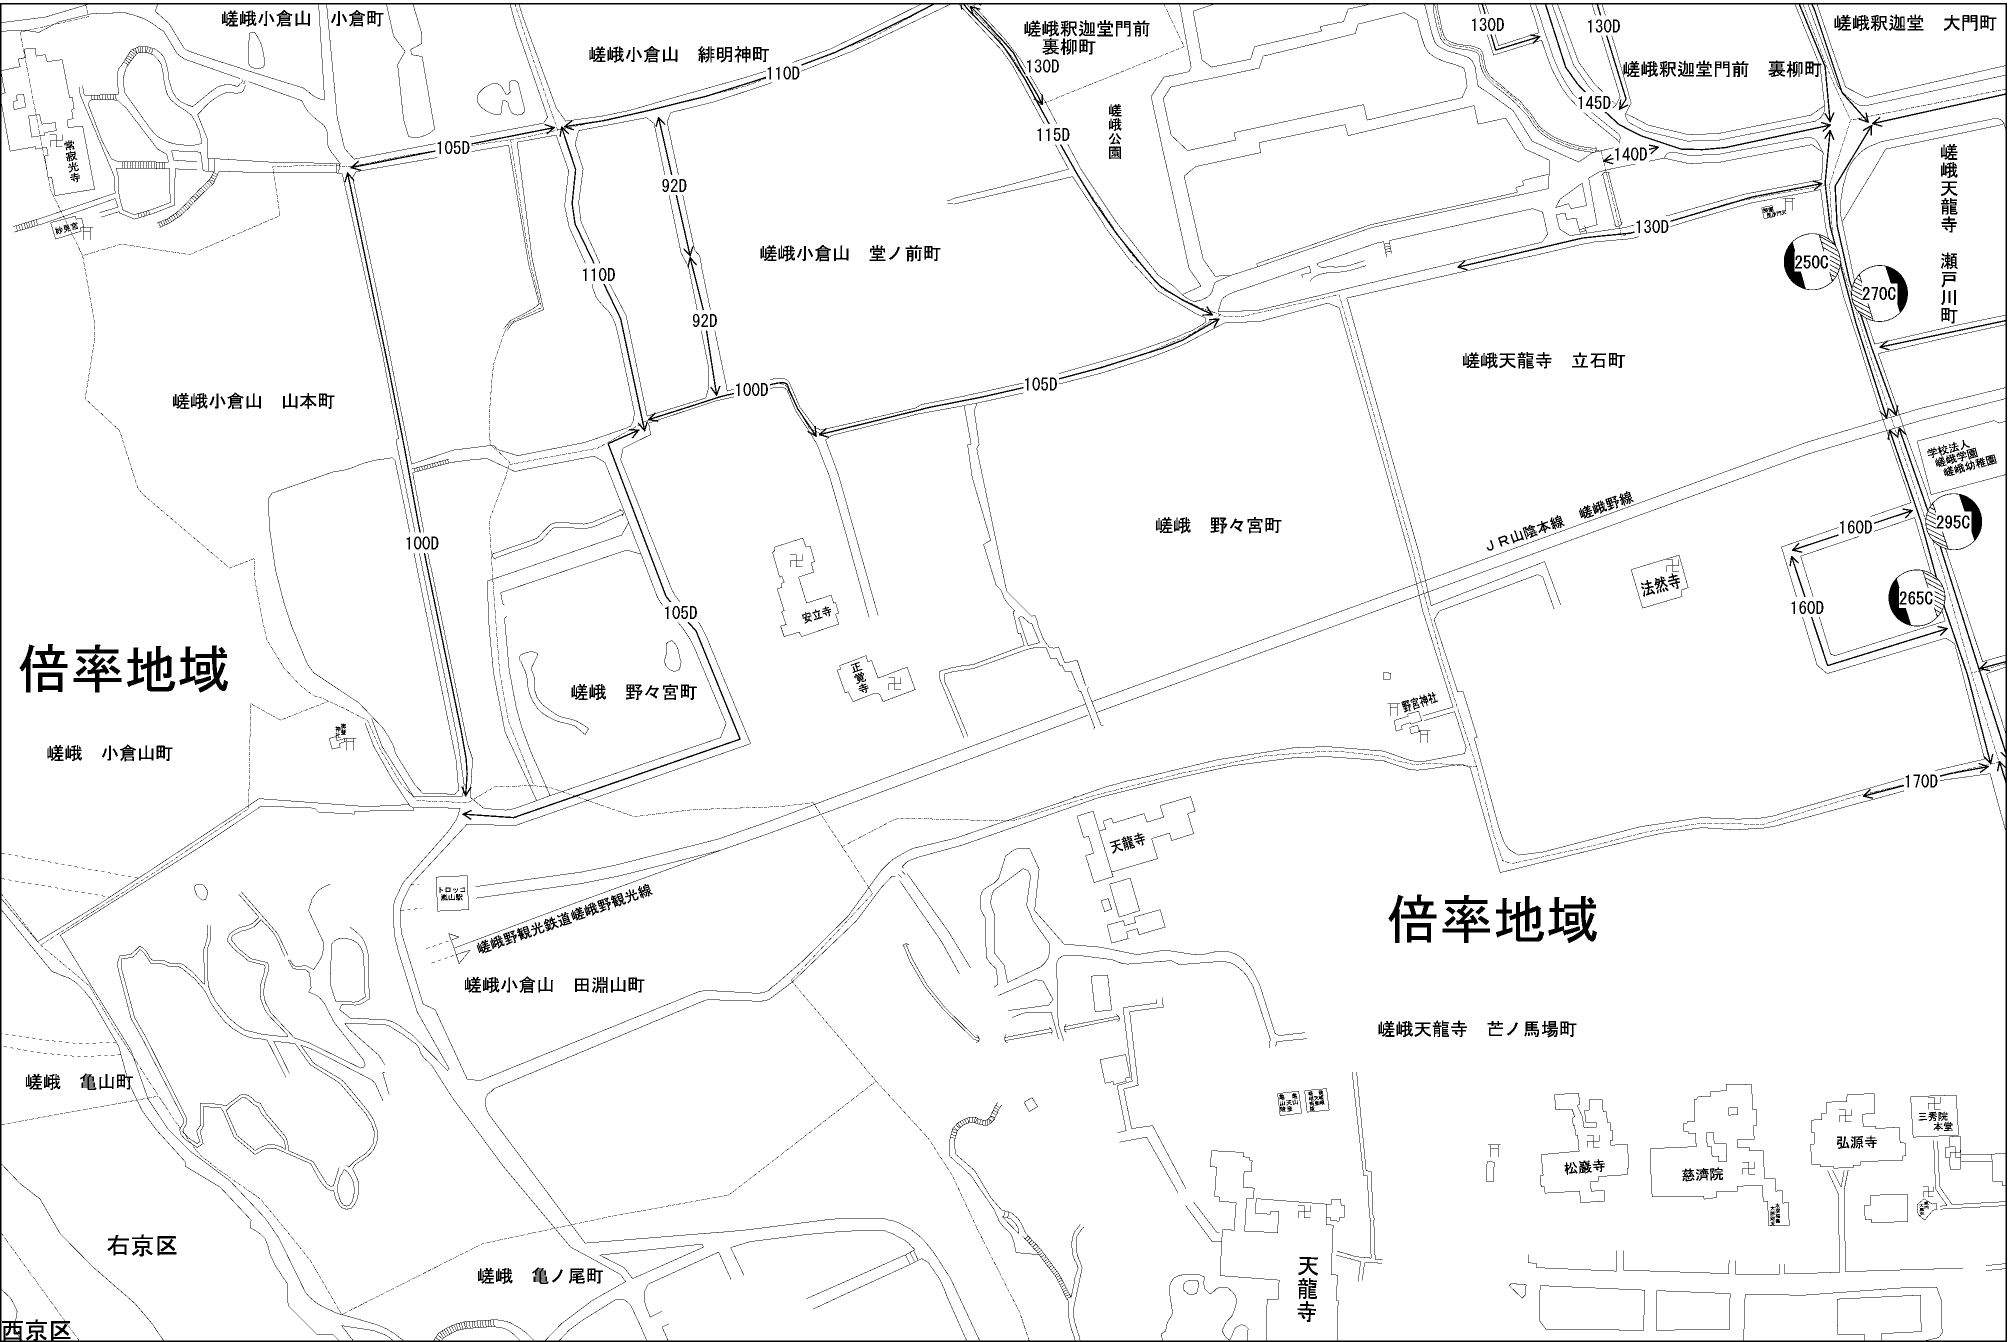 嵯峨小倉山　小倉町
嵯峨小倉山　緋明神町
110D
嵯峨釈迦堂門前
裏柳町
130D
130D
130D
嵯峨釈迦堂　大門町
嵯峨釈迦堂門前　裏柳町
145D
115D
嵯峨公園
140D
105D
常寂光寺
92D
嵯峨天龍寺　瀬戸川町
130D
嵯峨小倉山　堂ノ前町
110D
250C
270C
92D
嵯峨天龍寺　立石町
100D
105D
嵯峨小倉山　山本町
学校法人
嵯峨学園
嵯峨幼稚園
ＪＲ山陰本線　嵯峨野線
嵯峨　野々宮町
160D
295C
100D
法然寺
265C
160D
105D
安立寺
倍率地域
正覚寺
嵯峨　野々宮町
野宮神社
嵯峨　小倉山町
170D
天龍寺
トロッコ
嵐山駅
嵯峨野観光鉄道嵯峨野観光線
倍率地域
嵯峨小倉山　田淵山町
嵯峨天龍寺　芒ノ馬場町
嵯峨　亀山町
三秀院
本堂
弘源寺
松巌寺
慈済院
右京区
嵯峨　亀ノ尾町
天龍寺
西京区